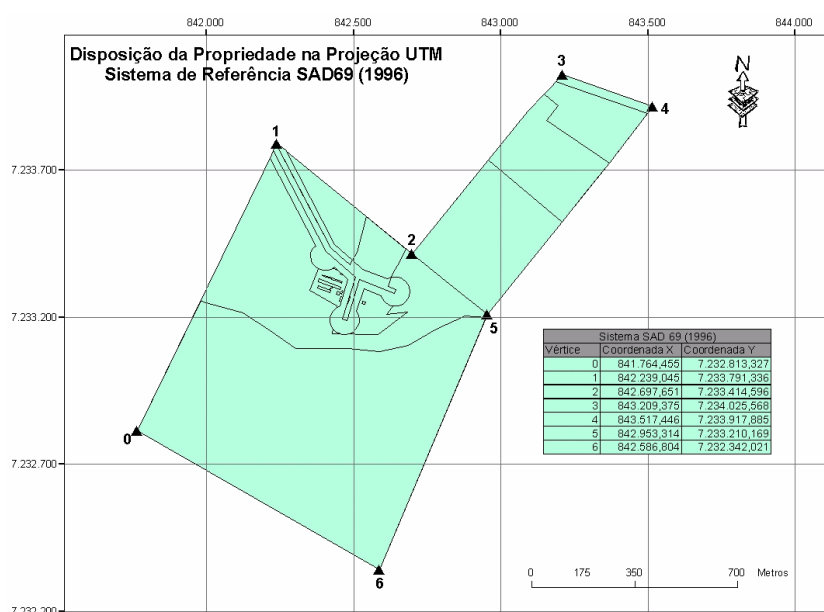 842.000 842.500 843.000 843.500 844.000
Disposição da Propriedade na Projeção UTM
Sistema de Referência SAD69 (1996)
N
3
4
1
7.233.700
2
7.233.200
5
Sistema SAD 69 (1996)
Vértice Coordenada X Coordenada Y
0 841.764,455 7.232.813,327
1 842.239,045 7.233.791,336
2 842.697,651 7.233.414,596
3 843.209,375 7.234.025,568
4 843.517,446 7.233.917,885
5 842.953,314 7.233.210,169
6 842.586,804 7.232.342,021
0
7.232.700
6
0 175 350 700 Metros
7.232.200